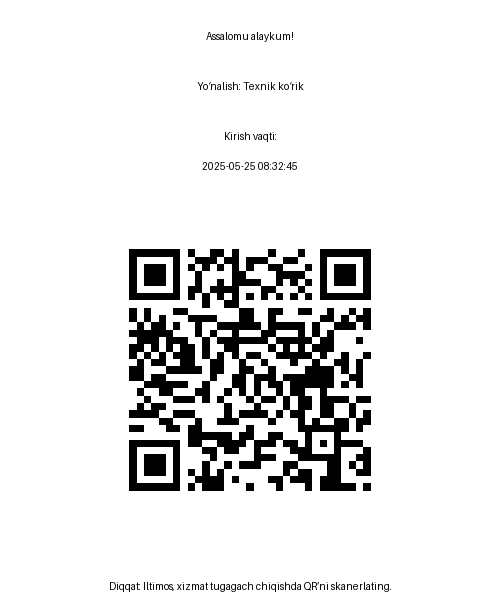 Assalomu alaykum!
Yo‘nalish: Texnik ko‘rik
Kirish vaqti:
2025-05-25 08:32:45
Diqqat: Iltimos, xizmat tugagach chiqishda QR'ni skanerlating.